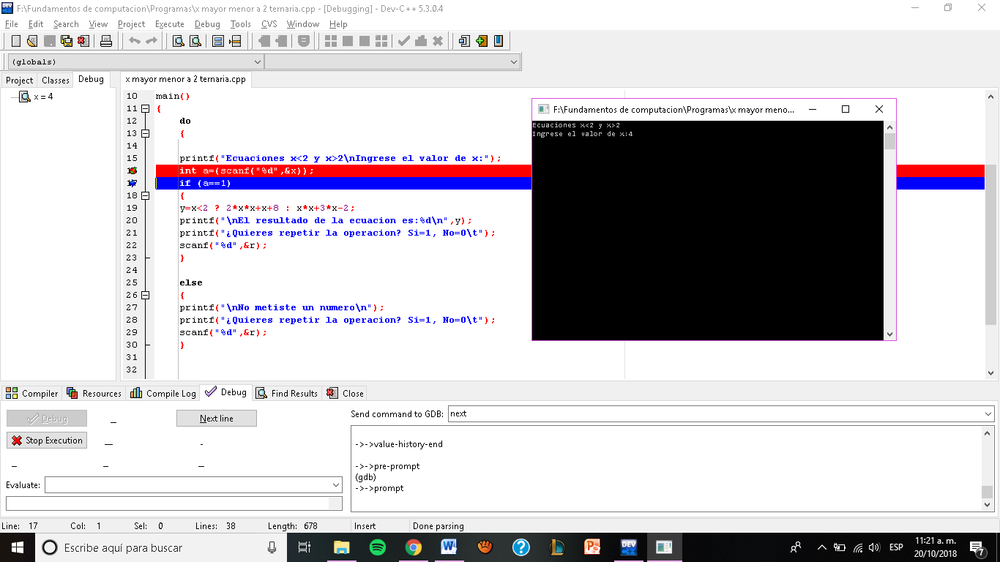 F:\Fundamentos de computacion\Programas\x mayor menor a 2 ternaria.cpp - [Debugging] - Dev-C++ 5.3.0.4
File Edit Search View Project Execute Debug Tools CVS Window Help
(globals)
Project Classes Debug
x = 4
x mayor menor a 2 ternaria.cpp
10 main()
11 {
12 do
13 {
14
15 printf("Ecuaciones x<2 y x>2\nIngrese el valor de x:");
int a=(scanf("%d",&x));
if (a==1)
18 {
19 y=x<2 ? 2*x*x+x+8 : x*x+3*x-2;
20 printf("\nEl resultado de la ecuacion es:%d\n",y);
21 printf("¿Quieres repetir la operacion? Si=1, No=0\t");
22 scanf("%d",&r);
23 }
24
25 else
26 {
27 printf("\nNo metiste un numero\n");
28 printf("¿Quieres repetir la operacion? Si=1, No=0\t");
29 scanf("%d",&r);
30 }
31
32
F:\Fundamentos de computacion\Programas\x mayor meno...
Ecuaciones x<2 y x>2
Ingrese el valor de x:4
Compiler Resources Compile Log Debug Find Results Close
Debug Next line
Stop Execution
Evaluate:
Send command to GDB: next
->->value-history-end
->->pre-prompt
(gdb)
->->prompt
Line: 17 Col: 1 Sel: 0 Lines: 38 Length: 678 Insert Done parsing
Escribe aquí para buscar
ESP
11:21 a. m.
20/10/2018
7